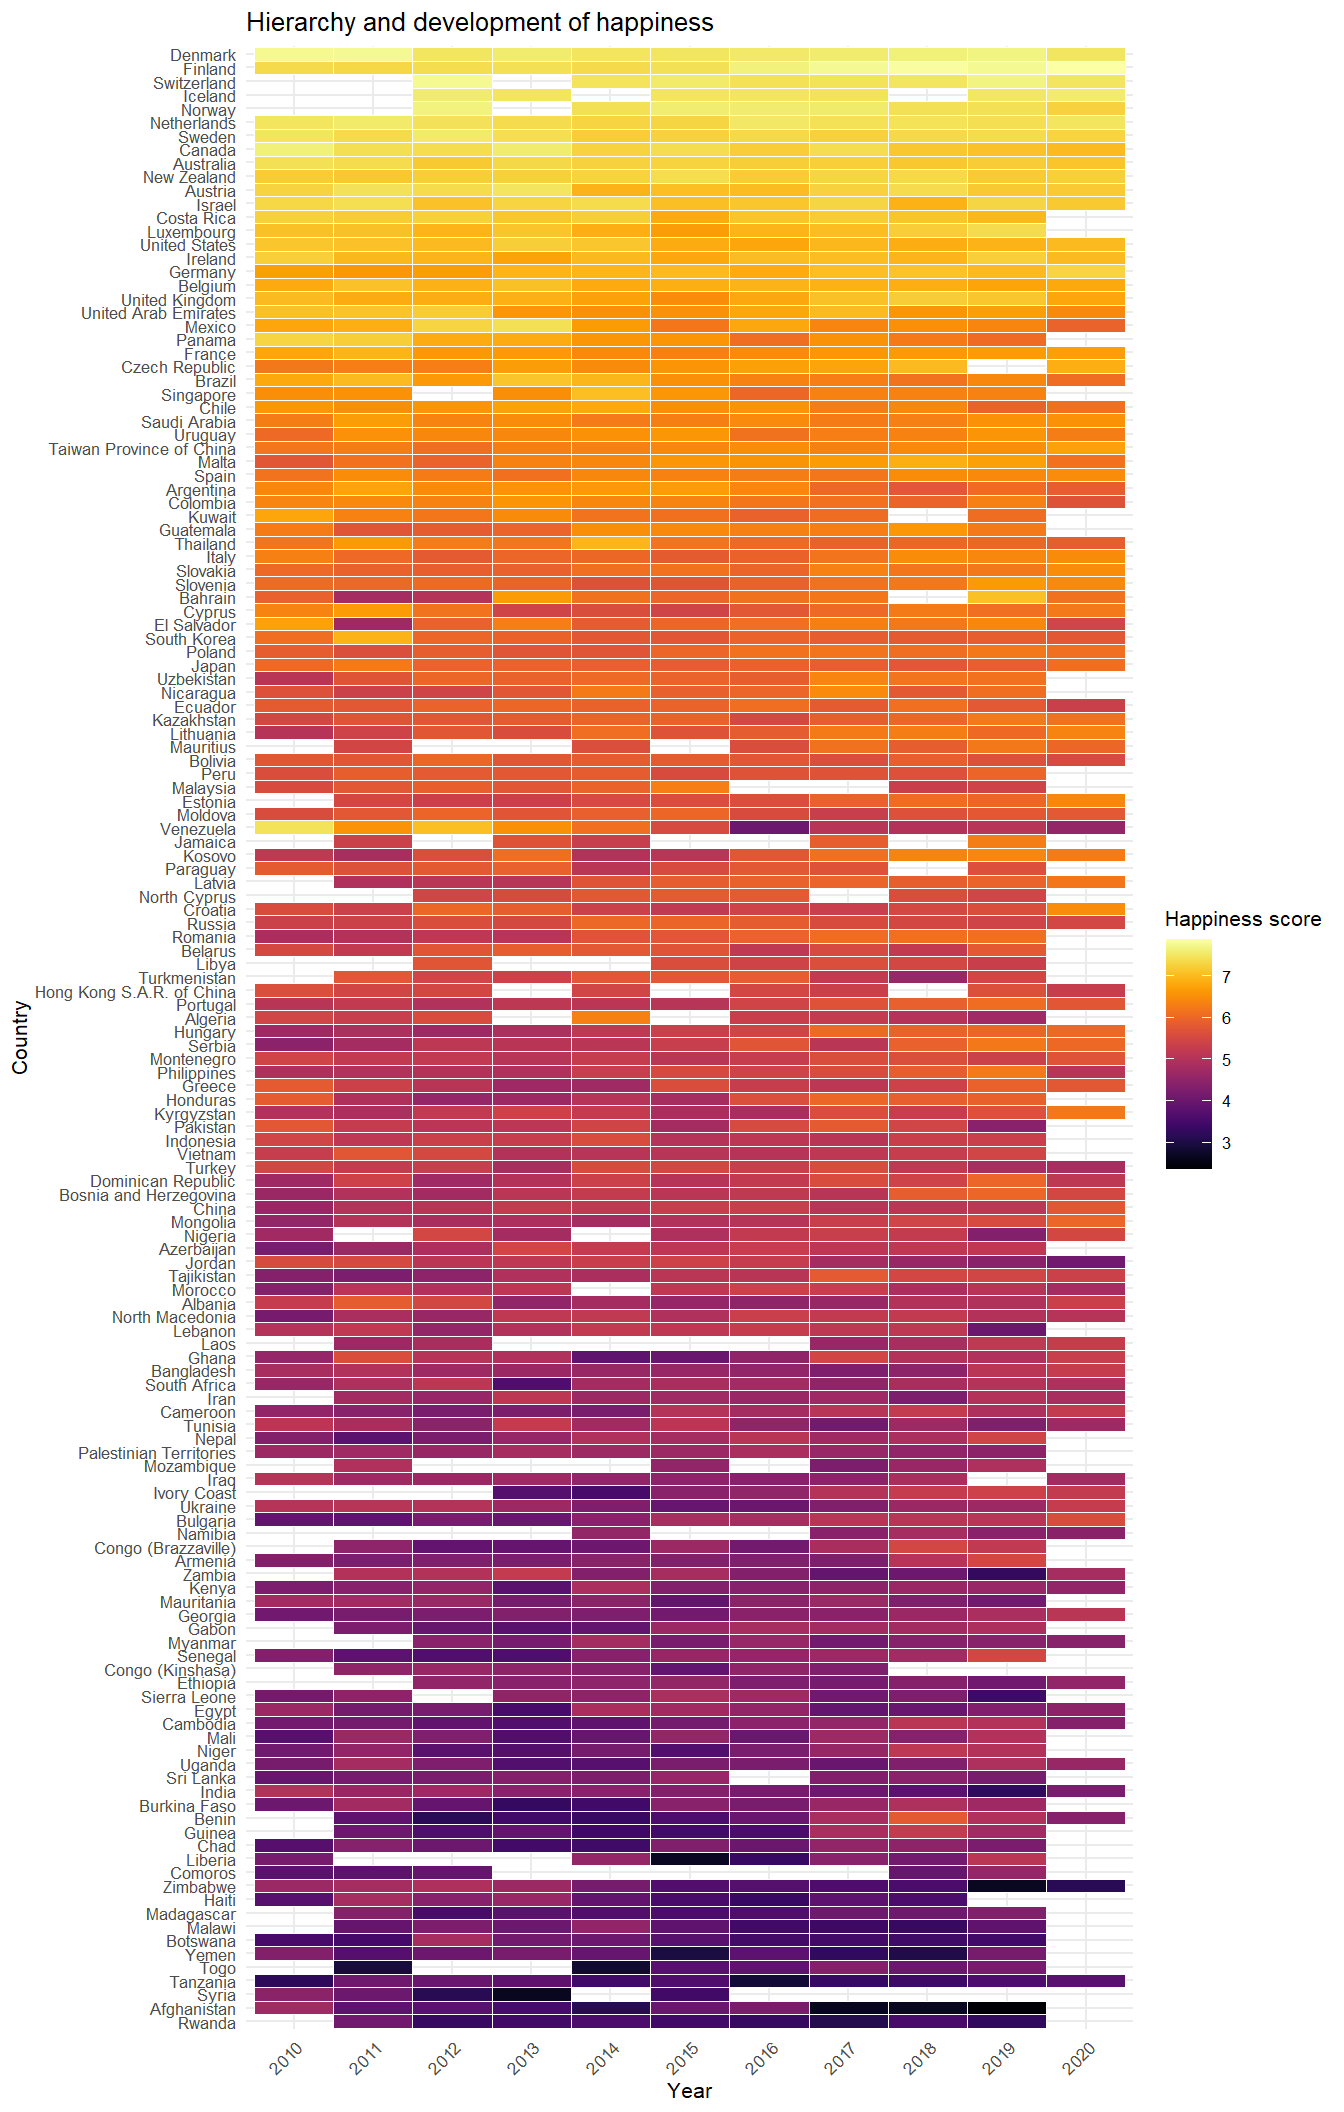 Hierarchy and development of happiness
Denmark
Finland
Switzerland
Iceland
Norway
Netherlands
Sweden
Canada
Australia
New Zealand
Austria
Israel
Costa Rica
Luxembourg
United States
Ireland
Germany
Belgium
United Kingdom
United Arab Emirates
Mexico
Panama
France
Czech Republic
Brazil
Singapore
Chile
Saudi Arabia
Uruguay
Taiwan Province of China
Malta
Spain
Argentina
Colombia
Kuwait
Guatemala
Thailand
Italy
Slovakia
Slovenia
Bahrain
Cyprus
El Salvador
South Korea
Poland
Japan
Uzbekistan
Nicaragua
Ecuador
Kazakhstan
Lithuania
Mauritius
Bolivia
Peru
Malaysia
Estonia
Moldova
Venezuela
Jamaica
Kosovo
Paraguay
Latvia
North Cyprus
Croatia
Russia
Romania
Belarus
Libya
Turkmenistan
Hong Kong S.A.R. of China
Portugal
Algeria
Hungary
Serbia
Montenegro
Philippines
Greece
Honduras
Kyrgyzstan
Pakistan
Indonesia
Vietnam
Turkey
Dominican Republic
Bosnia and Herzegovina
China
Mongolia
Nigeria
Azerbaijan
Jordan
Tajikistan
Morocco
Albania
North Macedonia
Lebanon
Laos
Ghana
Bangladesh
South Africa
Iran
Cameroon
Tunisia
Nepal
Palestinian Territories
Mozambique
Iraq
Ivory Coast
Ukraine
Bulgaria
Namibia
Congo (Brazzaville)
Armenia
Zambia
Kenya
Mauritania
Georgia
Gabon
Myanmar
Senegal
Congo (Kinshasa)
Ethiopia
Sierra Leone
Egypt
Cambodia
Mali
Niger
Uganda
Sri Lanka
India
Burkina Faso
Benin
Guinea
Chad
Liberia
Comoros
Zimbabwe
Haiti
Madagascar
Malawi
Botswana
Yemen
Togo
Tanzania
Syria
Afghanistan
Rwanda
Country
2010 2011 2012 2013 2014 2015 2016 2017 2018 2019 2020
Year
Happiness score
7
6
5
4
3